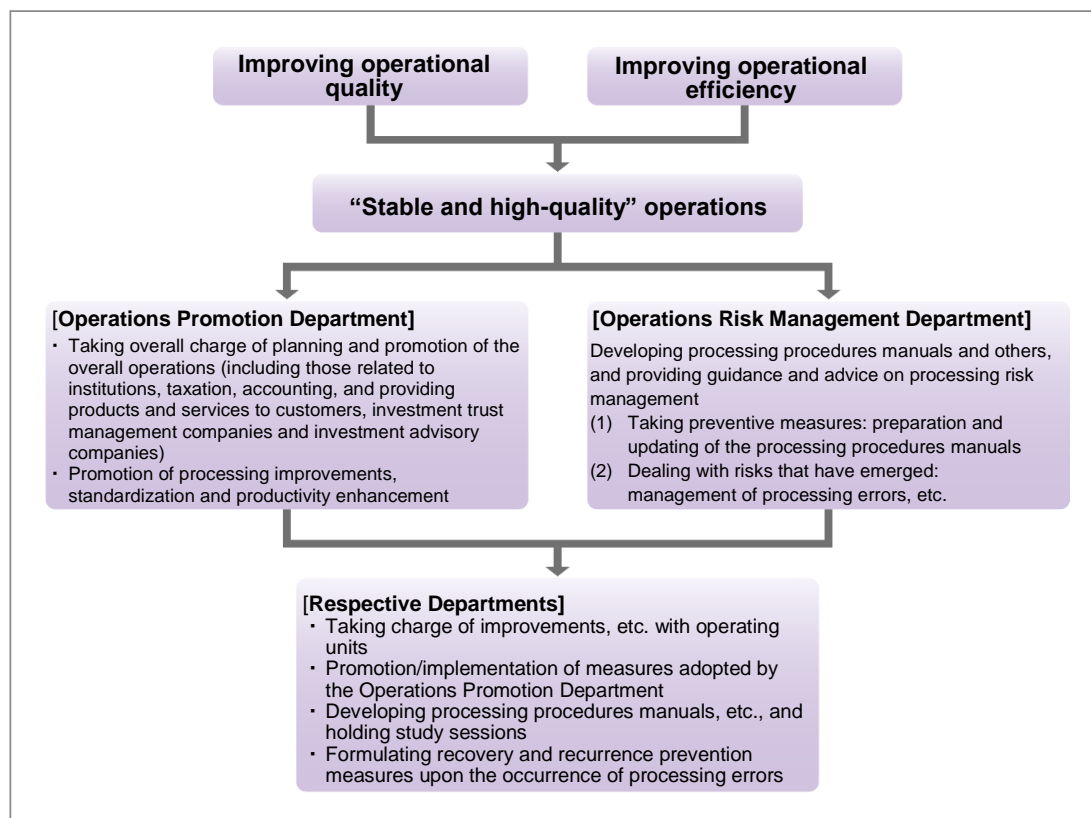 Improving operational
quality
Improving operational
efficiency
“Stable and high-quality” operations
[Operations Promotion Department]
・ Taking overall charge of planning and promotion of the
overall operations (including those related to
institutions, taxation, accounting, and providing
products and services to customers, investment trust
management companies and investment advisory
companies)
・ Promotion of processing improvements,
standardization and productivity enhancement
[Operations Risk Management Department]
Developing processing procedures manuals and others,
and providing guidance and advice on processing risk
management
(1) Taking preventive measures: preparation and
updating of the processing procedures manuals
(2) Dealing with risks that have emerged:
management of processing errors, etc.
[Respective Departments]
・ Taking charge of improvements, etc. with operating
units
・ Promotion/implementation of measures adopted by
the Operations Promotion Department
・ Developing processing procedures manuals, etc., and
holding study sessions
・ Formulating recovery and recurrence prevention
measures upon the occurrence of processing errors